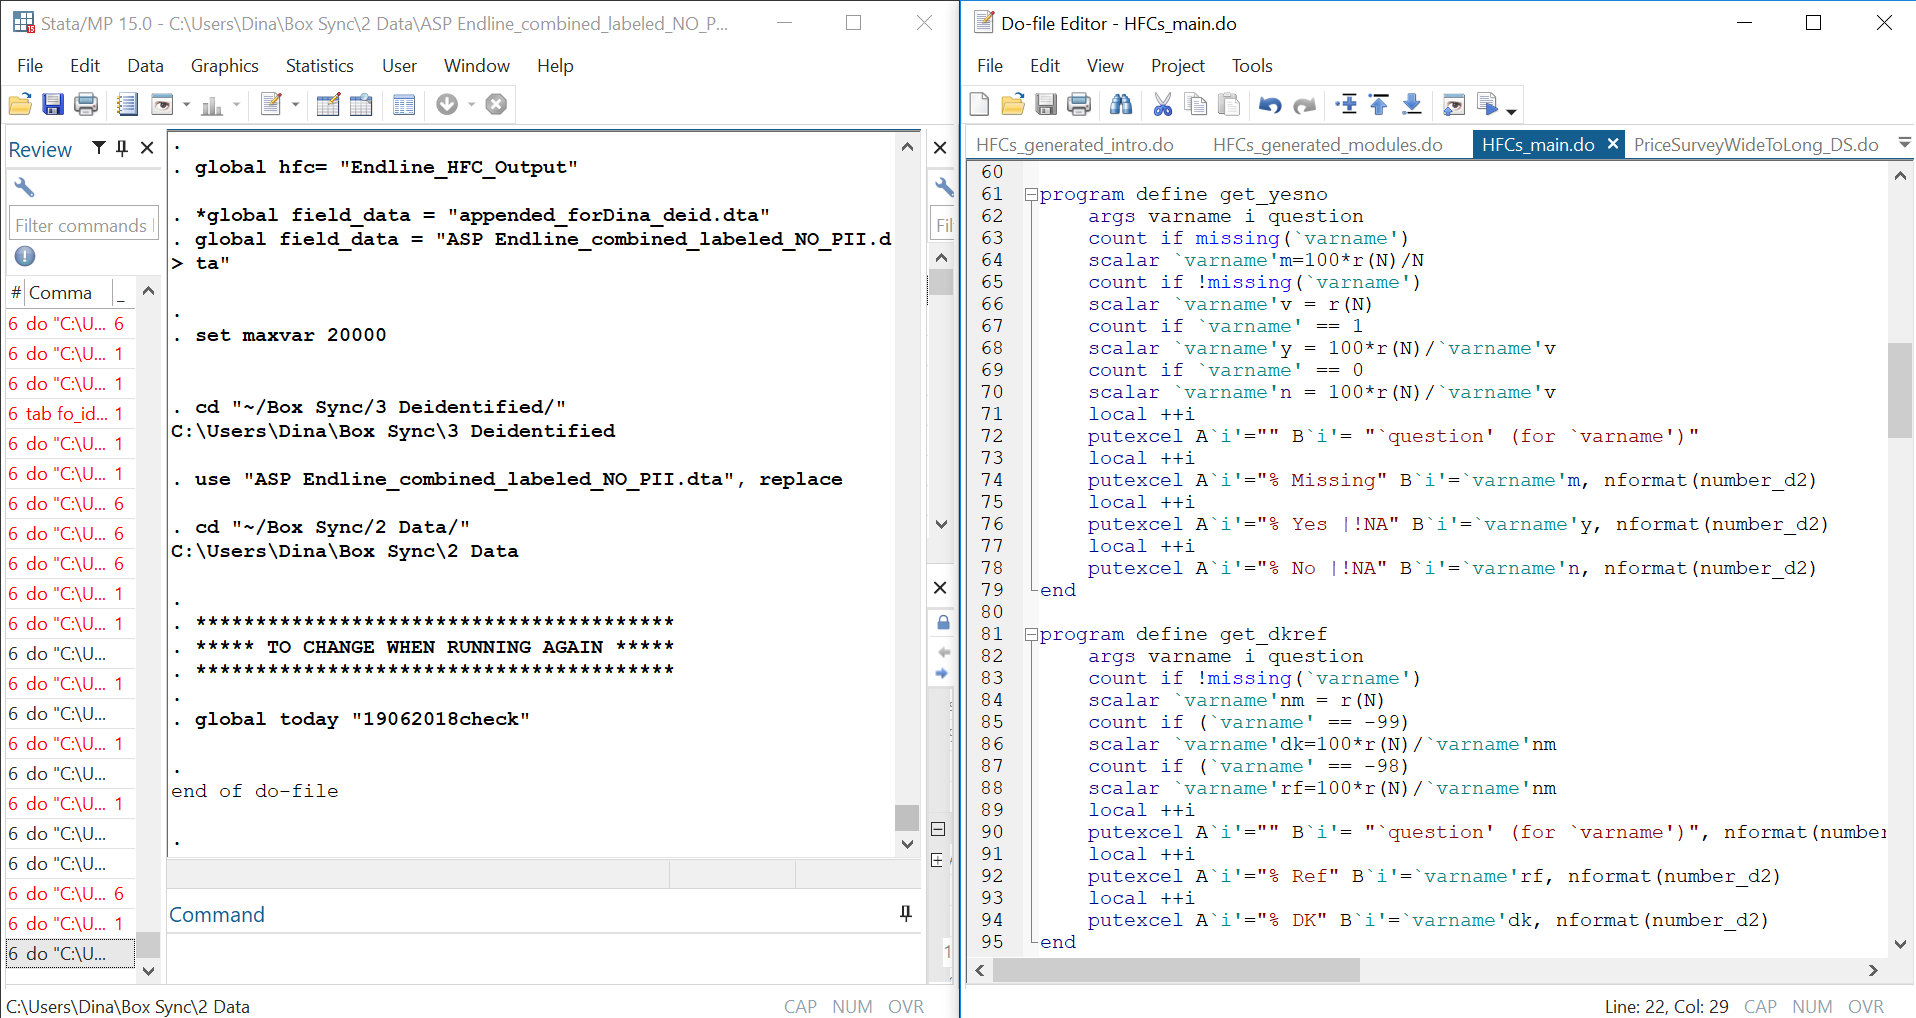 Stata/MP 15.0 - C:\Users\Dina\Box Sync\2 Data\ASP Endline_combined_labeled_NO_P...
File Edit Data Graphics Statistics User Window Help
Review
Filter commands
# Comma _
6 do "C:\U... 6
6 do "C:\U... 1
6 do "C:\U... 1
6 tab fo_id... 1
6 do "C:\U... 1
6 do "C:\U... 1
6 do "C:\U... 6
6 do "C:\U... 6
6 do "C:\U... 6
6 do "C:\U... 1
6 do "C:\U... 1
6 do "C:\U...
6 do "C:\U... 1
6 do "C:\U...
6 do "C:\U... 1
6 do "C:\U...
6 do "C:\U... 1
6 do "C:\U...
6 do "C:\U...
6 do "C:\U... 6
6 do "C:\U... 1
6 do "C:\U...
.
. global hfc= "Endline_HFC_Output"
. *global field_data = "appended_forDina_deid.dta"
. global field_data = "ASP Endline_combined_labeled_NO_PII.d
> ta"
.
. set maxvar 20000
. cd "~/Box Sync/3 Deidentified/"
C:\Users\Dina\Box Sync\3 Deidentified
. use "ASP Endline_combined_labeled_NO_PII.dta", replace
. cd "~/Box Sync/2 Data/"
C:\Users\Dina\Box Sync\2 Data
.
. ****************************************
. ***** TO CHANGE WHEN RUNNING AGAIN *****
. ****************************************
.
. global today "19062018check"
.
end of do-file
.
Command
Fil
1
C:\Users\Dina\Box Sync\2 Data CAP NUM OVR
Do-file Editor - HFCs_main.do
File Edit View Project Tools
HFCs_generated_intro.do HFCs_generated_modules.do HFCs_main.do PriceSurveyWideToLong_DS.do
60
61 program define get_yesno
62 args varname i question
63 count if missing(`varname')
64 scalar `varname'm=100*r(N)/N
65 count if !missing(`varname')
66 scalar `varname'v = r(N)
67 count if `varname' == 1
68 scalar `varname'y = 100*r(N)/`varname'v
69 count if `varname' == 0
70 scalar `varname'n = 100*r(N)/`varname'v
71 local ++i
72 putexcel A`i'="" B`i'= "`question' (for `varname')"
73 local ++i
74 putexcel A`i'="% Missing" B`i'=`varname'm, nformat(number_d2)
75 local ++i
76 putexcel A`i'="% Yes |!NA" B`i'=`varname'y, nformat(number_d2)
77 local ++i
78 putexcel A`i'="% No |!NA" B`i'=`varname'n, nformat(number_d2)
79 end
80
81 program define get_dkref
82 args varname i question
83 count if !missing(`varname')
84 scalar `varname'nm = r(N)
85 count if (`varname' == -99)
86 scalar `varname'dk=100*r(N)/`varname'nm
87 count if (`varname' == -98)
88 scalar `varname'rf=100*r(N)/`varname'nm
89 local ++i
90 putexcel A`i'="" B`i'= "`question' (for `varname')", nformat(number
91 local ++i
92 putexcel A`i'="% Ref" B`i'=`varname'rf, nformat(number_d2)
93 local ++i
94 putexcel A`i'="% DK" B`i'=`varname'dk, nformat(number_d2)
95 end
Line: 22, Col: 29 CAP NUM OVR